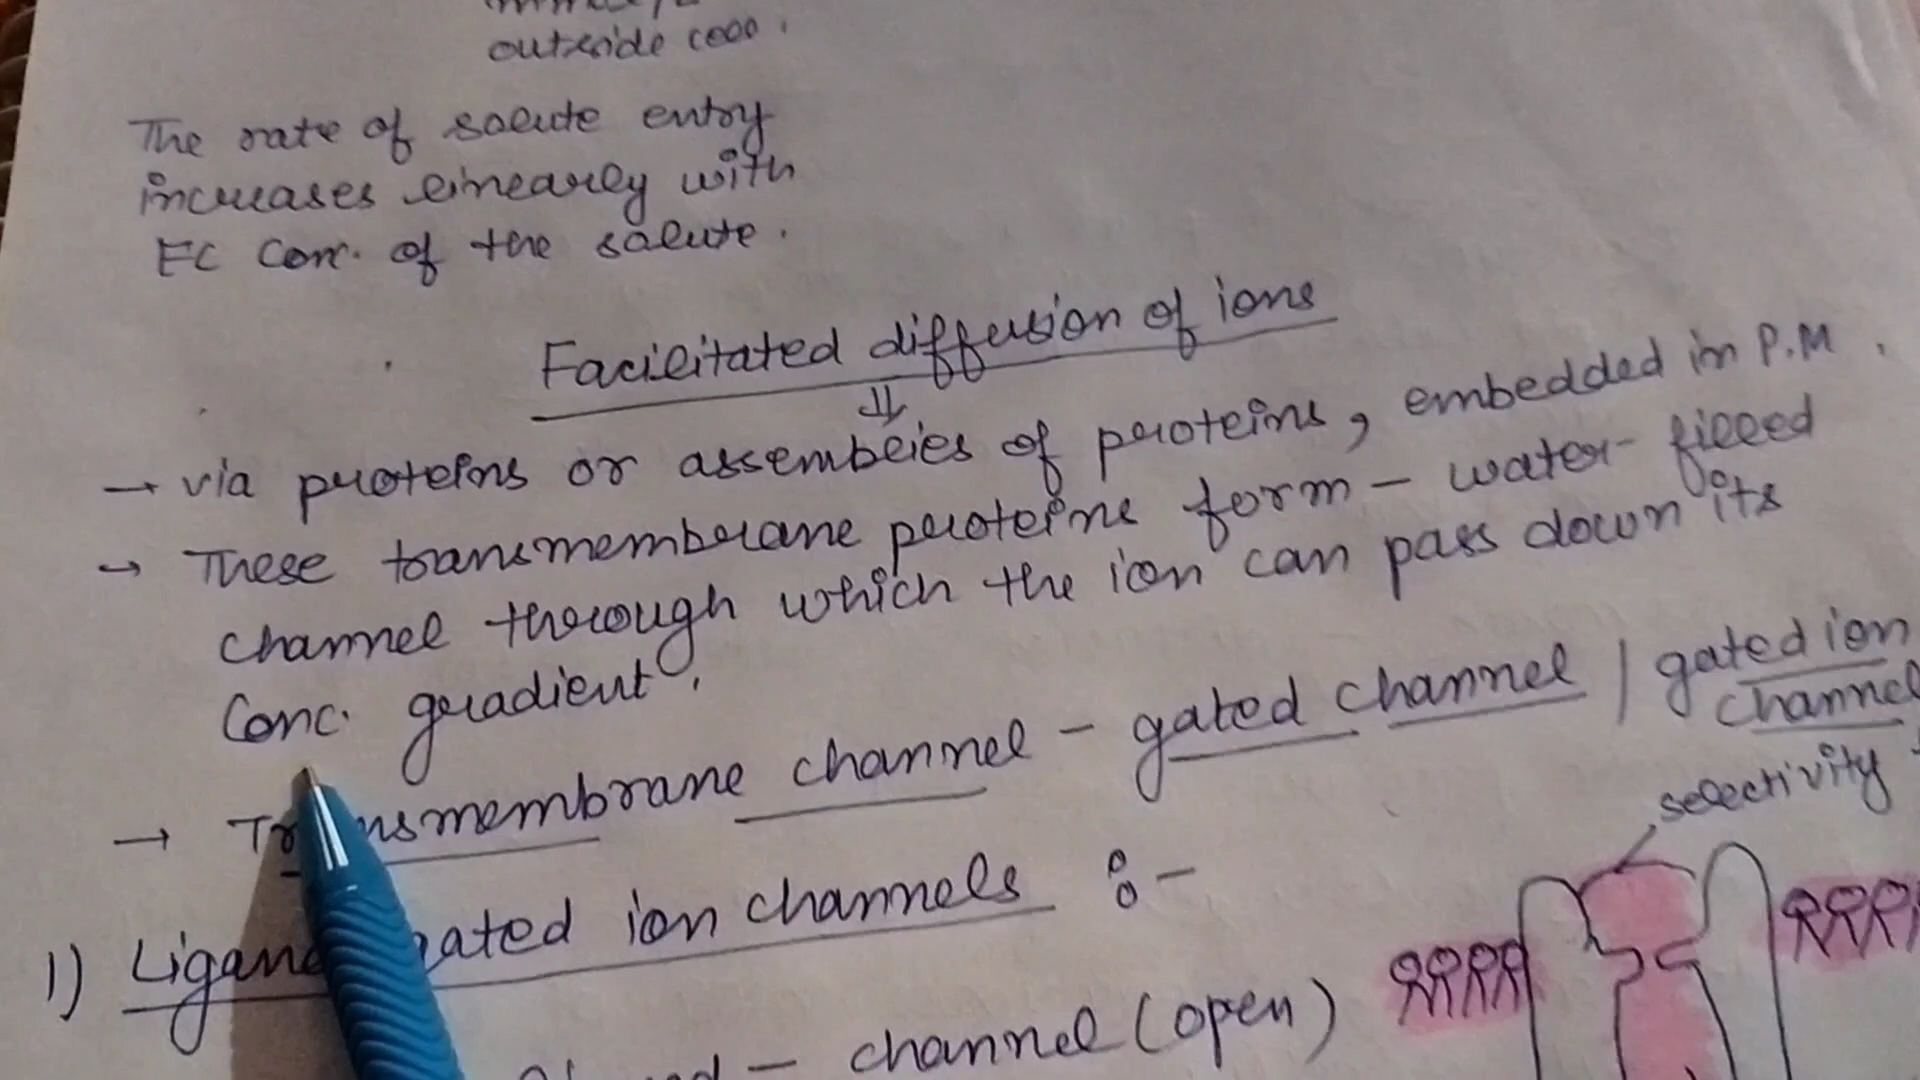 outside cell.
The rate of salute entry
increases linearly with
EC Conc. of the salute.
Facilitated diffusion of ions
⇓
→ via proteins or assemblies of proteins, embedded in P.M.
→ These transmembrane proteins form - water-filled
channel through which the ion can pass down its
Conc. gradient.
→ Transmembrane channel - gated channel / gated ion
channel
selectivity
1) Ligand gated ion channels :-
- channel (open)